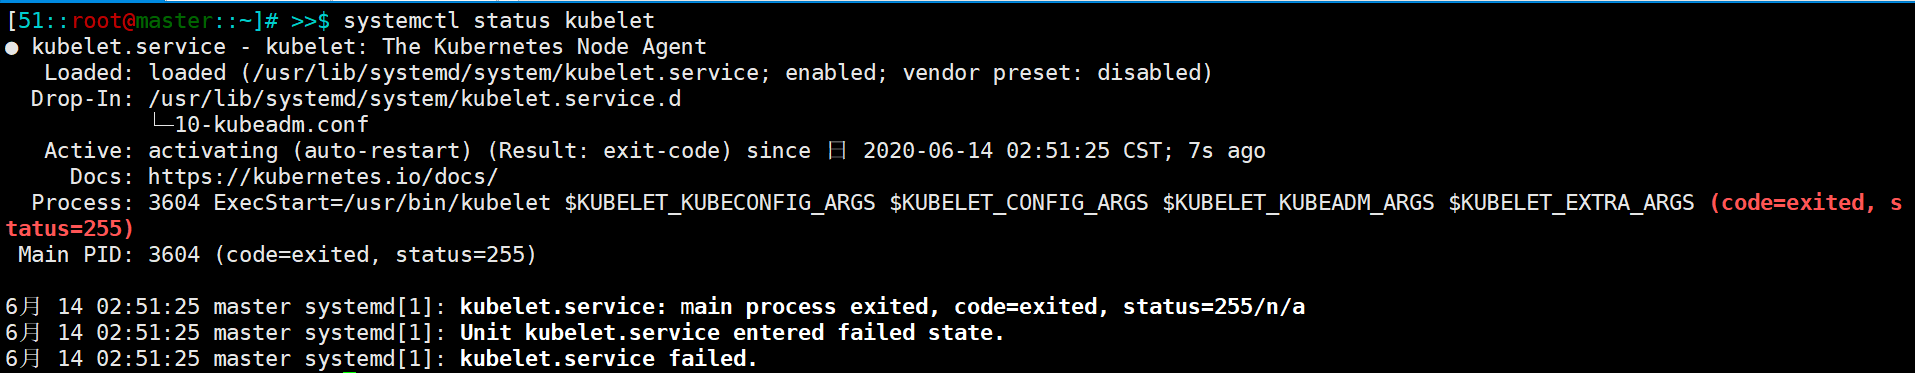 [51::root@master::~]# >>$ systemctl status kubelet
● kubelet.service - kubelet: The Kubernetes Node Agent
   Loaded: loaded (/usr/lib/systemd/system/kubelet.service; enabled; vendor preset: disabled)
  Drop-In: /usr/lib/systemd/system/kubelet.service.d
           └─10-kubeadm.conf
   Active: activating (auto-restart) (Result: exit-code) since 日 2020-06-14 02:51:25 CST; 7s ago
     Docs: https://kubernetes.io/docs/
  Process: 3604 ExecStart=/usr/bin/kubelet $KUBELET_KUBECONFIG_ARGS $KUBELET_CONFIG_ARGS $KUBELET_KUBEADM_ARGS $KUBELET_EXTRA_ARGS (code=exited, s
tatus=255)
 Main PID: 3604 (code=exited, status=255)

6月 14 02:51:25 master systemd[1]: kubelet.service: main process exited, code=exited, status=255/n/a
6月 14 02:51:25 master systemd[1]: Unit kubelet.service entered failed state.
6月 14 02:51:25 master systemd[1]: kubelet.service failed.